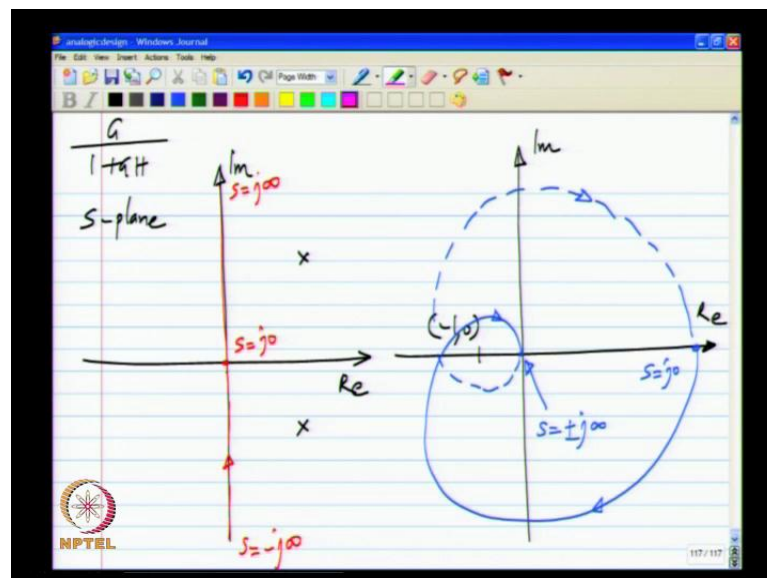 analogicdesign - Windows Journal
File Edit View Insert Actions Tools Help
Page Width
B I
G
1+GH
S-plane
Im
s=j∞
s=j0
Re
s=-j∞
Im
(-1,0)
Re
s=j0
s=±j∞
NPTEL
117 / 117